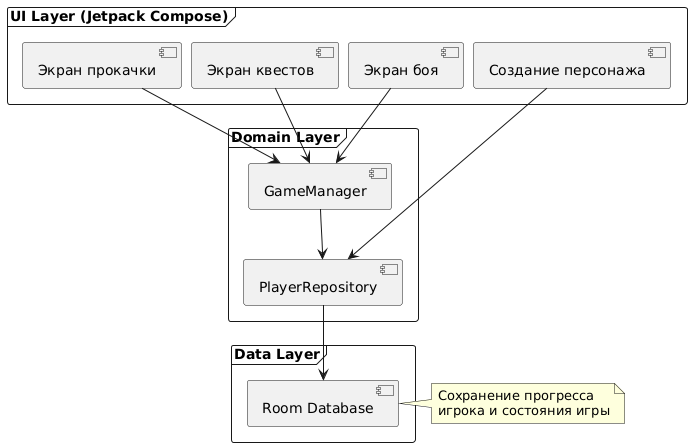 UI Layer (Jetpack Compose)
Экран прокачки
Экран квестов
Экран боя
Создание персонажа
Domain Layer
GameManager
PlayerRepository
Data Layer
Room Database
Сохранение прогресса
игрока и состояния игры